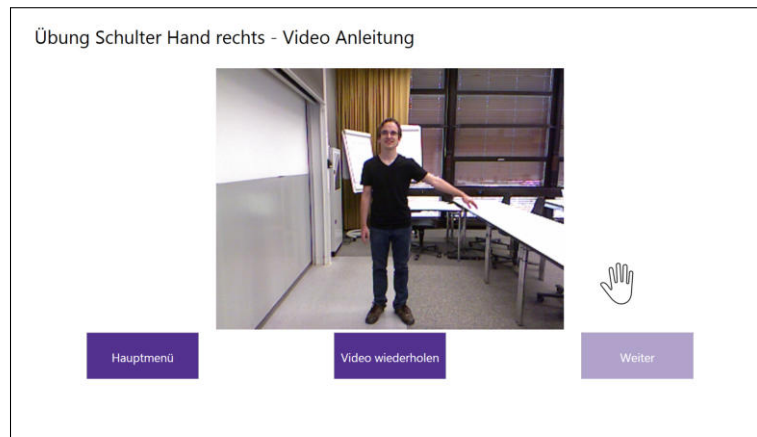 Übung Schulter Hand rechts - Video Anleitung
Hauptmenü
Video wiederholen
Weiter